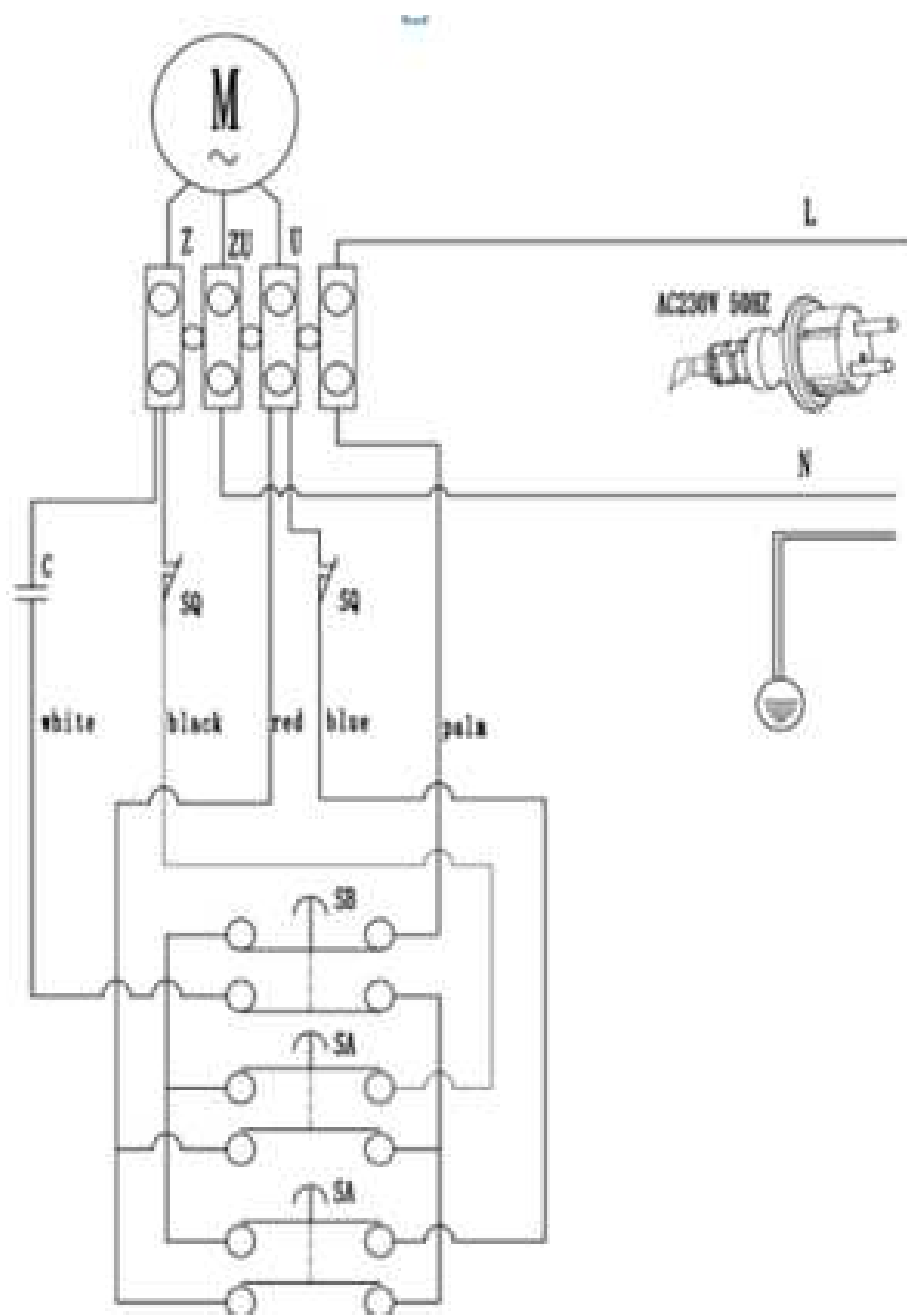 M
~
Z ZU U
L
AC230V 50HZ
N
C
SQ SQ
white black red blue palm
SB
SA
SA